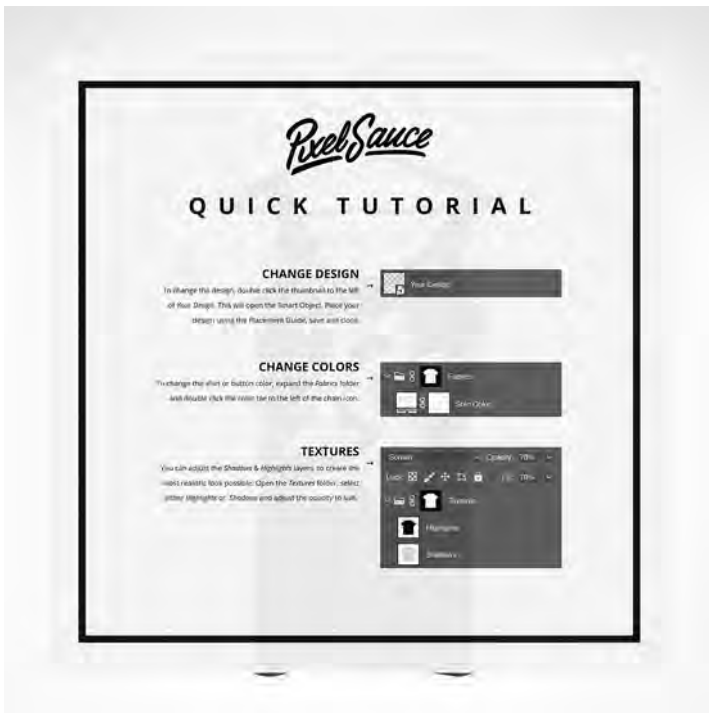 PixelSauce
QUICK TUTORIAL
CHANGE DESIGN
To change the design, double click the thumbnail to the left
of Your Design. This will open the Smart Object. Place your
design using the Placement Guide, save and close.
Your Design
CHANGE COLORS
To change the shirt or button color, expand the Fabrics folder
and double click the color tile to the left of the chain icon.
Fabrics
Shirt Color
TEXTURES
You can adjust the Shadows & Highlights layers, to create the
most realistic look possible. Open the Textures folder, select
either Highlights or Shadows and adjust the opacity to suit.
Screen
Opacity: 70%
Lock:
Fill: 70%
Textures
Highlights
Shadows